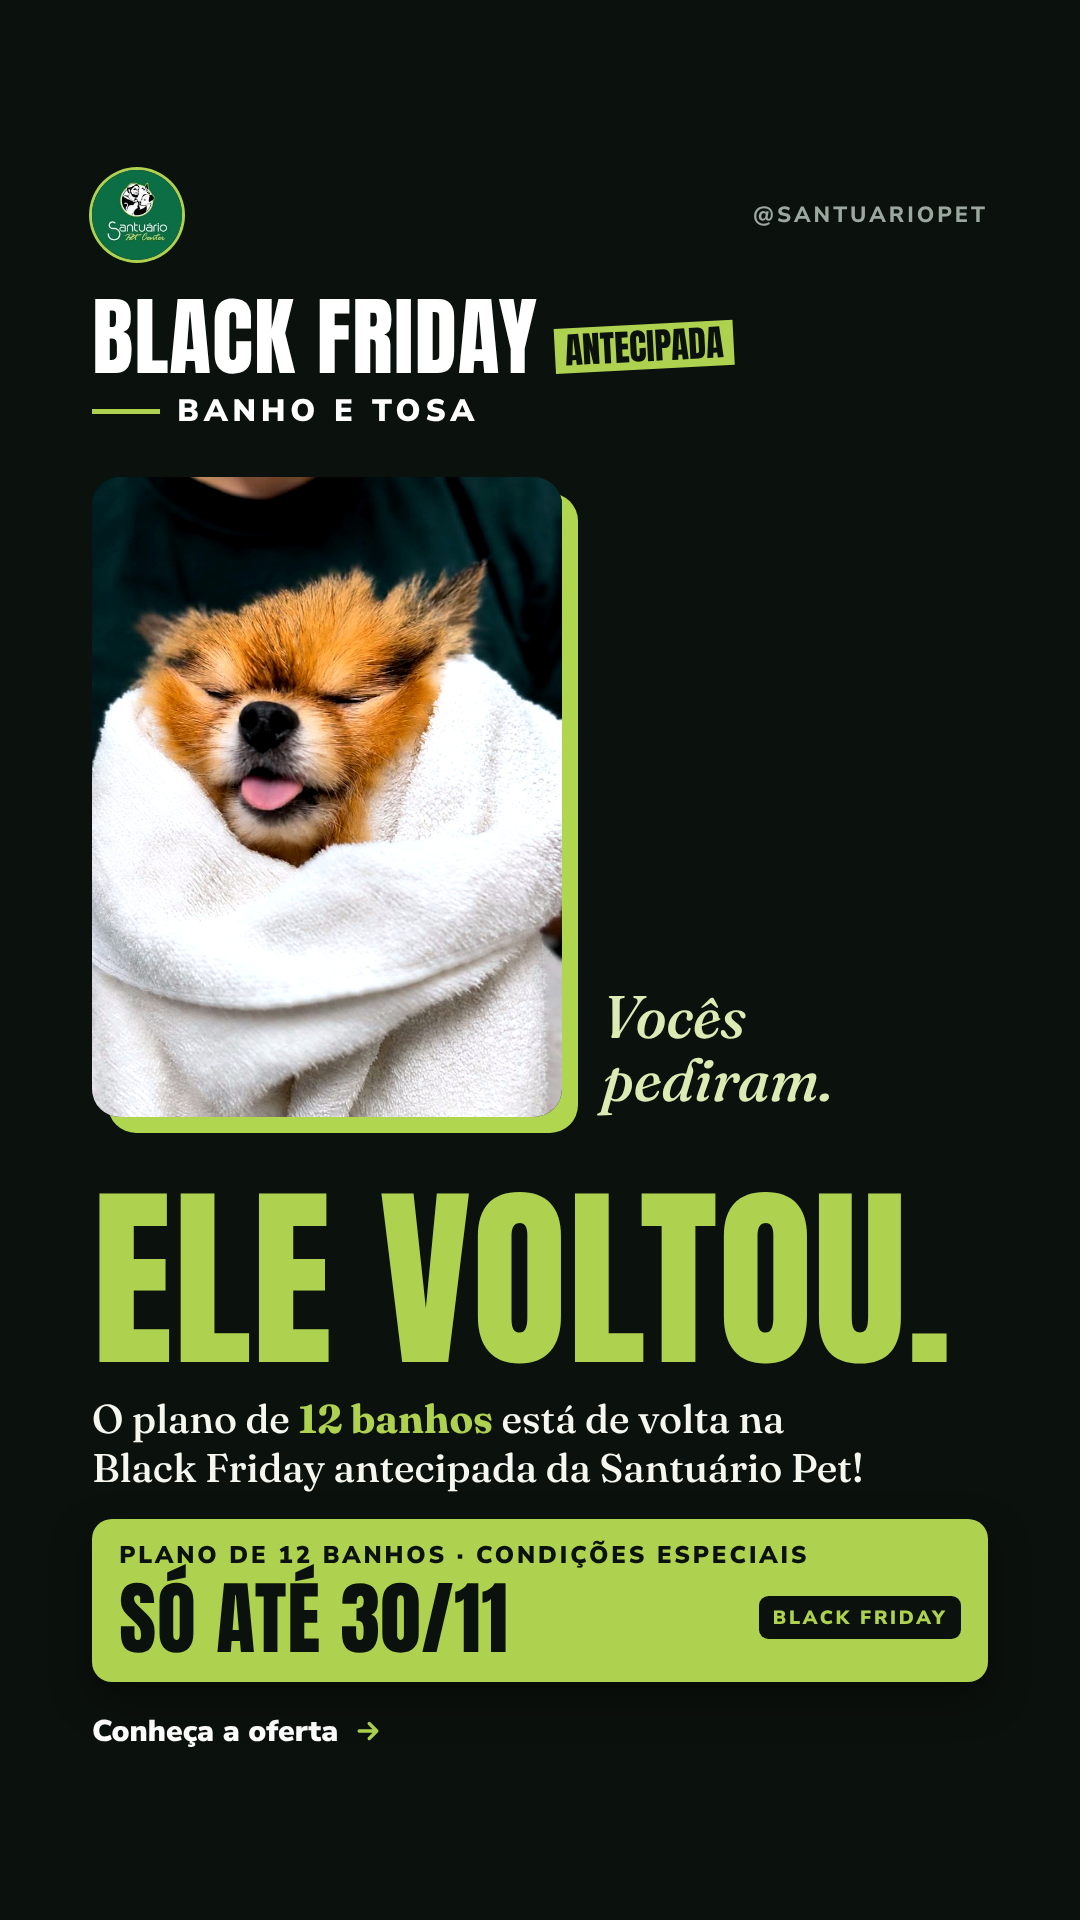 Santuário
Pet Center
@SANTUARIOPET
BLACK FRIDAY ANTECIPADA
BANHO E TOSA
Vocês
pediram.
ELE VOLTOU.
O plano de 12 banhos está de volta na
Black Friday antecipada da Santuário Pet!
PLANO DE 12 BANHOS · CONDIÇÕES ESPECIAIS
SÓ ATÉ 30/11
BLACK FRIDAY
Conheça a oferta →